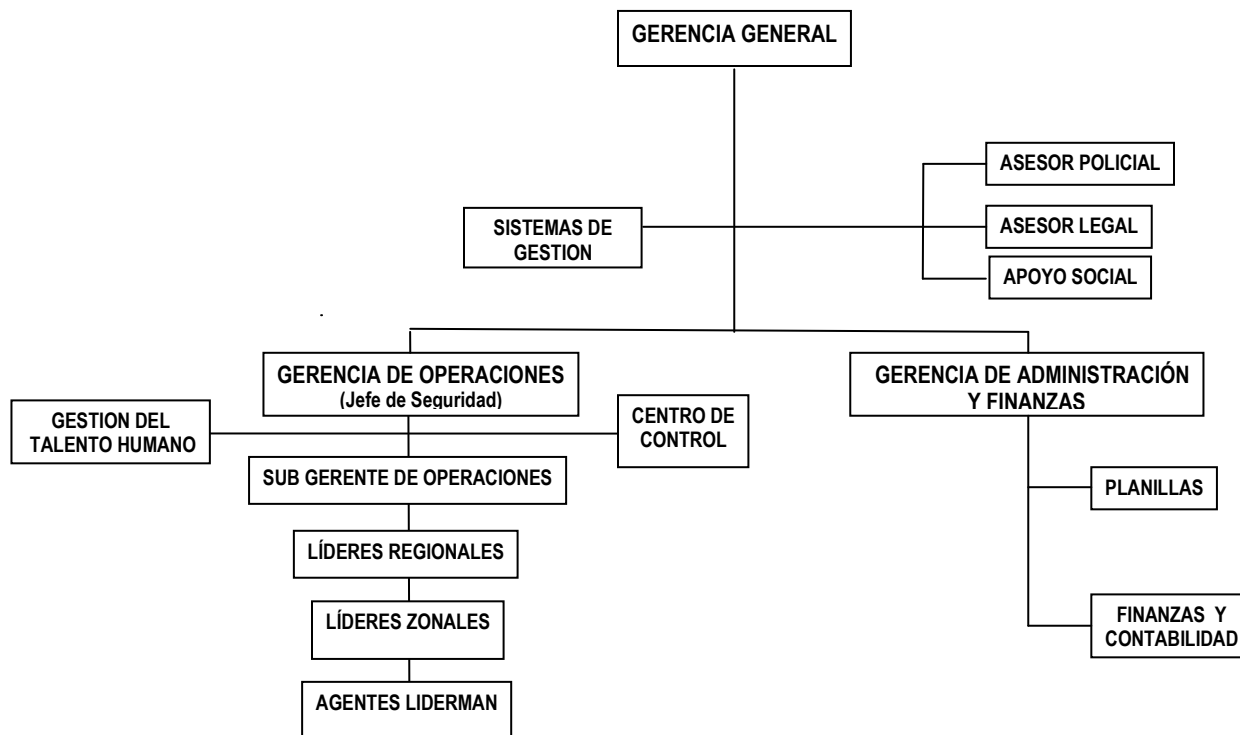 GERENCIA GENERAL
ASESOR POLICIAL
SISTEMAS DE
GESTION
ASESOR LEGAL
APOYO SOCIAL
GERENCIA DE OPERACIONES
(Jefe de Seguridad)
GERENCIA DE ADMINISTRACIÓN
Y FINANZAS
GESTION DEL
TALENTO HUMANO
CENTRO DE
CONTROL
SUB GERENTE DE OPERACIONES
PLANILLAS
LÍDERES REGIONALES
LÍDERES ZONALES
FINANZAS Y
CONTABILIDAD
AGENTES LIDERMAN